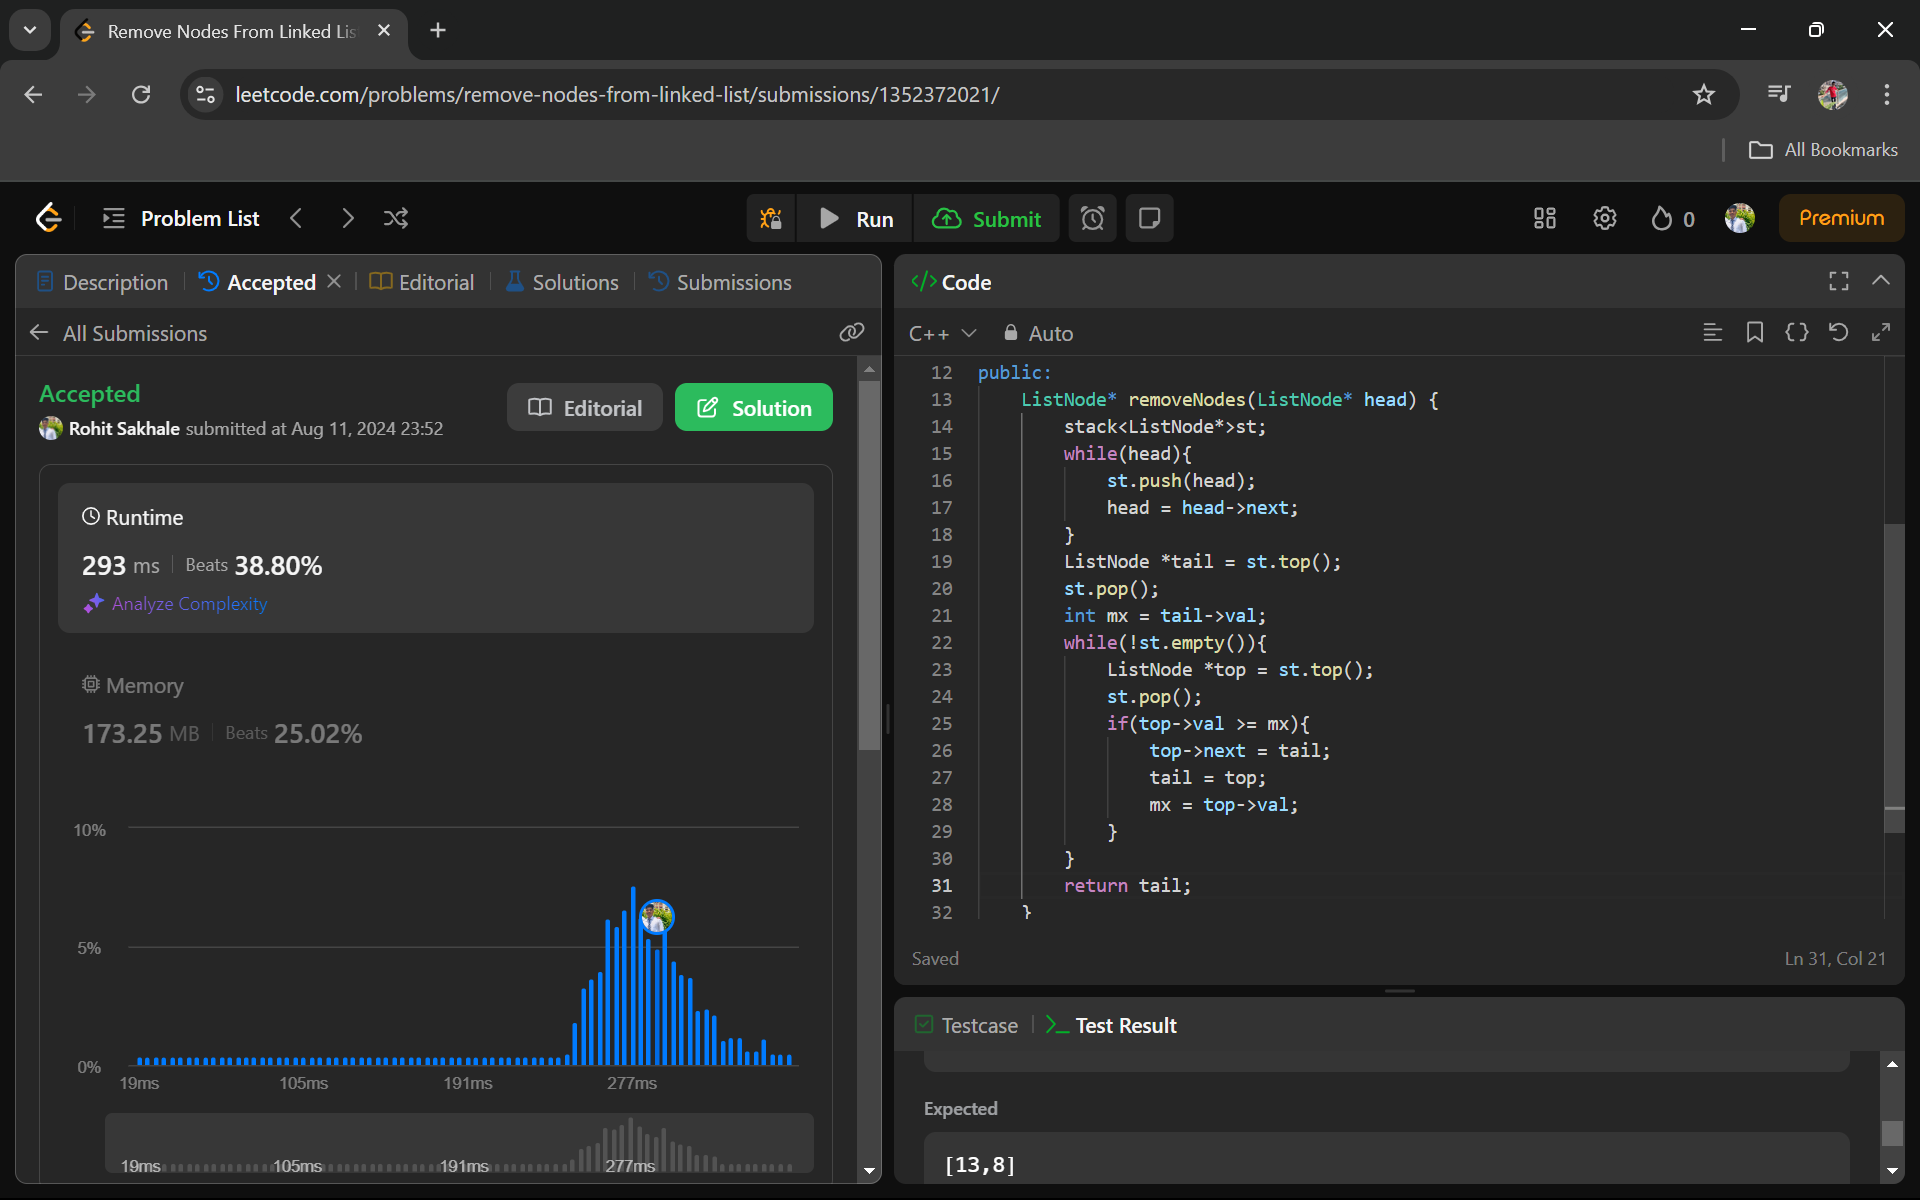 Remove Nodes From Linked Lis
leetcode.com/problems/remove-nodes-from-linked-list/submissions/1352372021/
All Bookmarks
Problem List
Run
Submit
0
Premium
Description
Accepted
Editorial
Solutions
Submissions
All Submissions
Accepted
Rohit Sakhale submitted at Aug 11, 2024 23:52
Editorial
Solution
Runtime
293 ms
Beats 38.80%
Analyze Complexity
Memory
173.25 MB
Beats 25.02%
10%
5%
0%
19ms
105ms
191ms
277ms
19ms
105ms
191ms
277ms
</> Code
C++
Auto
12 public:
13 ListNode* removeNodes(ListNode* head) {
14 stack<ListNode*>st;
15 while(head){
16 st.push(head);
17 head = head->next;
18 }
19 ListNode *tail = st.top();
20 st.pop();
21 int mx = tail->val;
22 while(!st.empty()){
23 ListNode *top = st.top();
24 st.pop();
25 if(top->val >= mx){
26 top->next = tail;
27 tail = top;
28 mx = top->val;
29 }
30 }
31 return tail;
32 }
Saved
Ln 31, Col 21
Testcase
Test Result
Expected
[13,8]